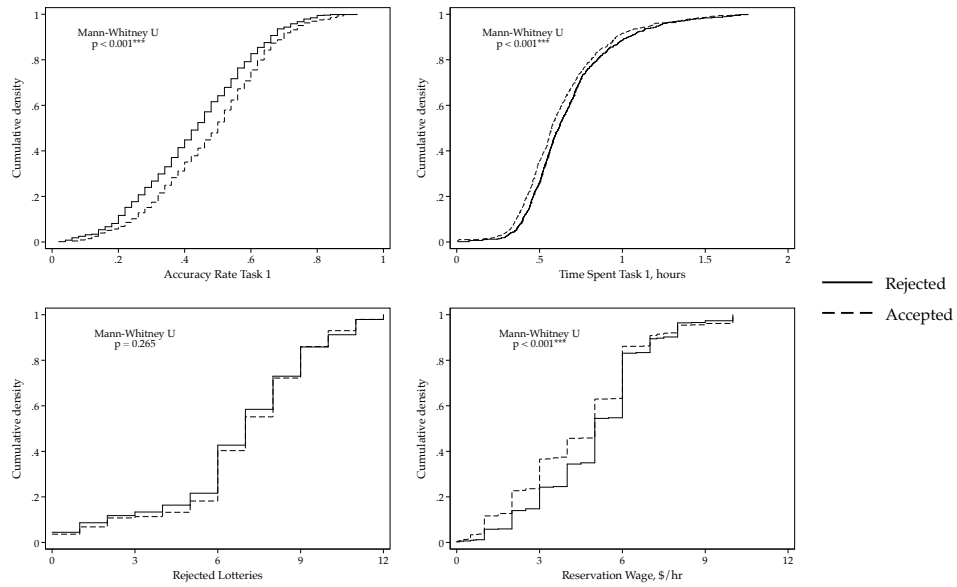 Mann-Whitney U
p < 0.001***
Cumulative density
1
.8
.6
.4
.2
0
0 .2 .4 .6 .8 1
Accuracy Rate Task 1
Mann-Whitney U
p < 0.001***
Cumulative density
1
.8
.6
.4
.2
0
0 .5 1 1.5 2
Time Spent Task 1, hours
Mann-Whitney U
p = 0.265
Cumulative density
1
.8
.6
.4
.2
0
0 3 6 9 12
Rejected Lotteries
Mann-Whitney U
p < 0.001***
Cumulative density
1
.8
.6
.4
.2
0
0 3 6 9 12
Reservation Wage, $/hr
Rejected
Accepted